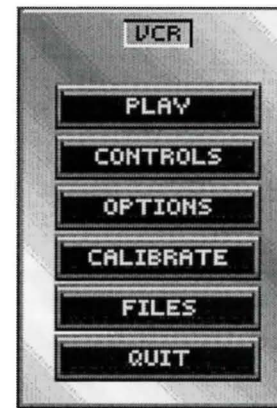 VCR
PLAY
CONTROLS
OPTIONS
CALIBRATE
FILES
QUIT